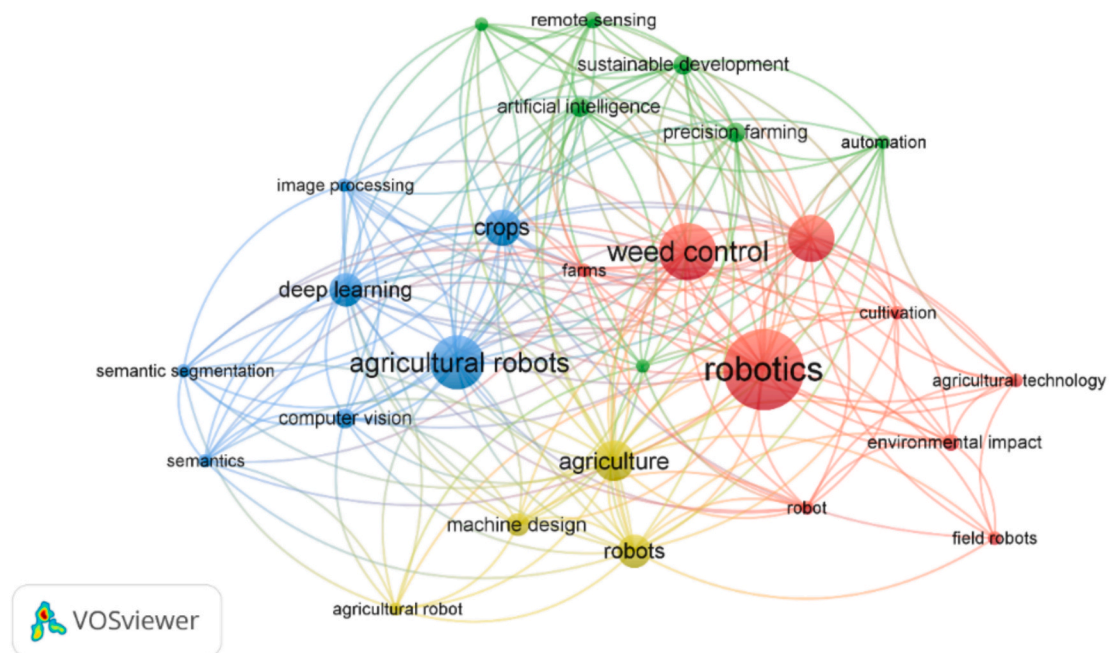 remote sensing
sustainable development
artificial intelligence
precision farming
automation
image processing
crops
weed control
farms
deep learning
cultivation
agricultural robots
robotics
semantic segmentation
agricultural technology
computer vision
environmental impact
semantics
agriculture
robot
machine design
field robots
robots
agricultural robot
VOSviewer